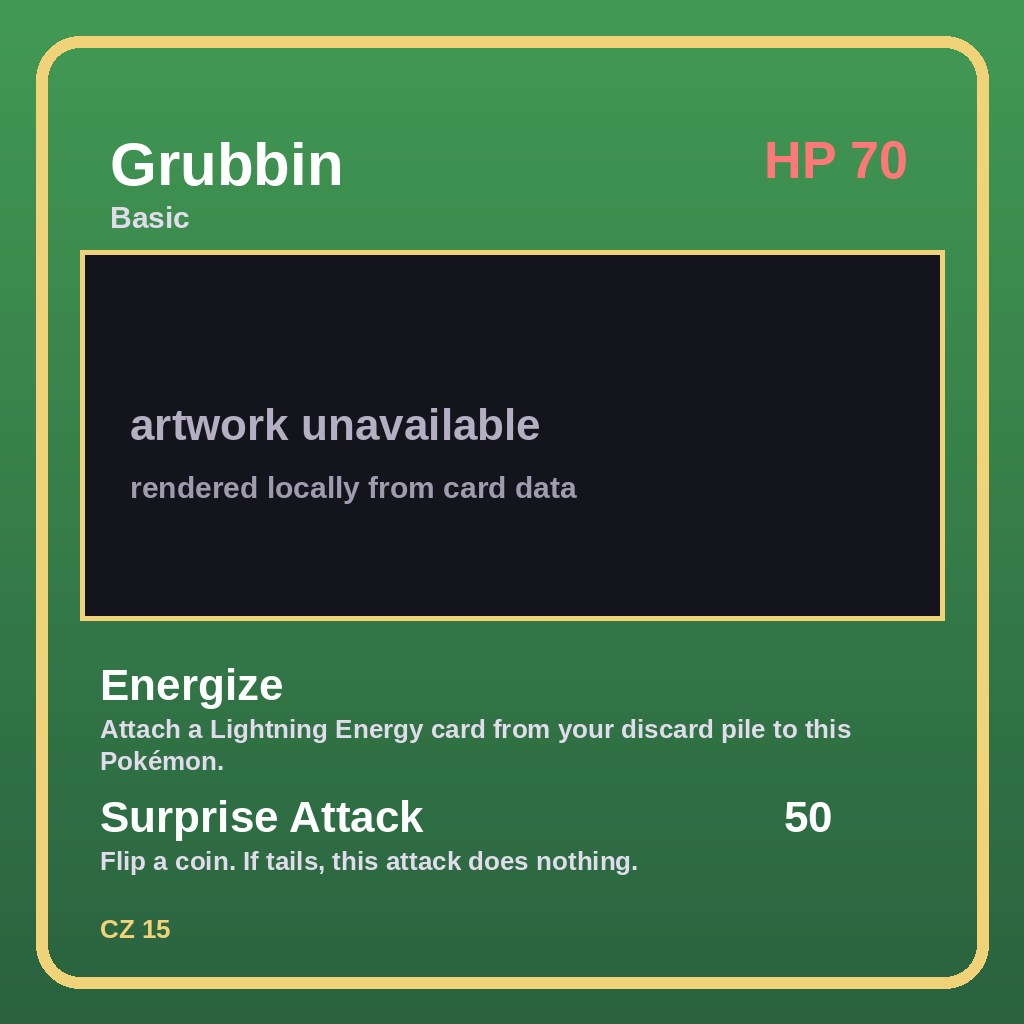 Grubbin
HP 70
Basic
artwork unavailable
rendered locally from card data
Energize
Attach a Lightning Energy card from your discard pile to this
Pokémon.
Surprise Attack 50
Flip a coin. If tails, this attack does nothing.
CZ 15